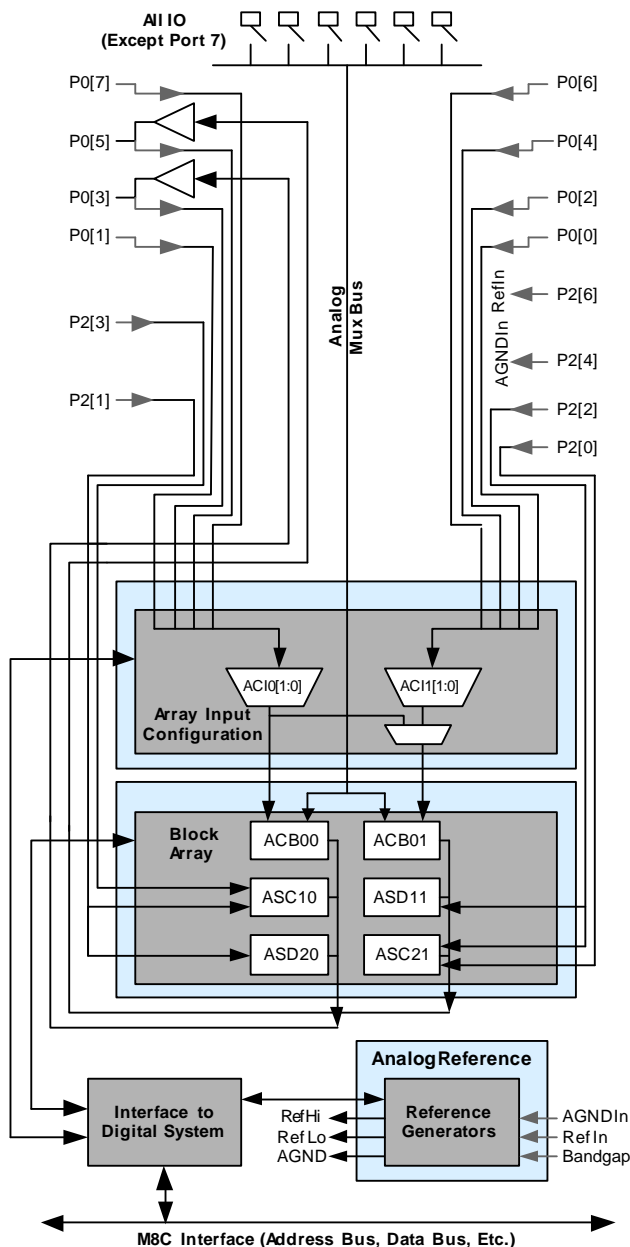 All IO
(Except Port 7)
P0[7]
P0[5]
P0[3]
P0[1]
P2[3]
P2[1]
P0[6]
P0[4]
P0[2]
P0[0]
P2[6]
P2[4]
P2[2]
P2[0]
AGNDIn RefIn
Analog
Mux Bus
ACI0[1:0]
ACI1[1:0]
Array Input
Configuration
Block
Array
ACB00
ACB01
ASC10
ASD11
ASD20
ASC21
Analog Reference
Interface to
Digital System
RefHi
RefLo
AGND
Reference
Generators
AGNDIn
RefIn
Bandgap
M8C Interface (Address Bus, Data Bus, Etc.)